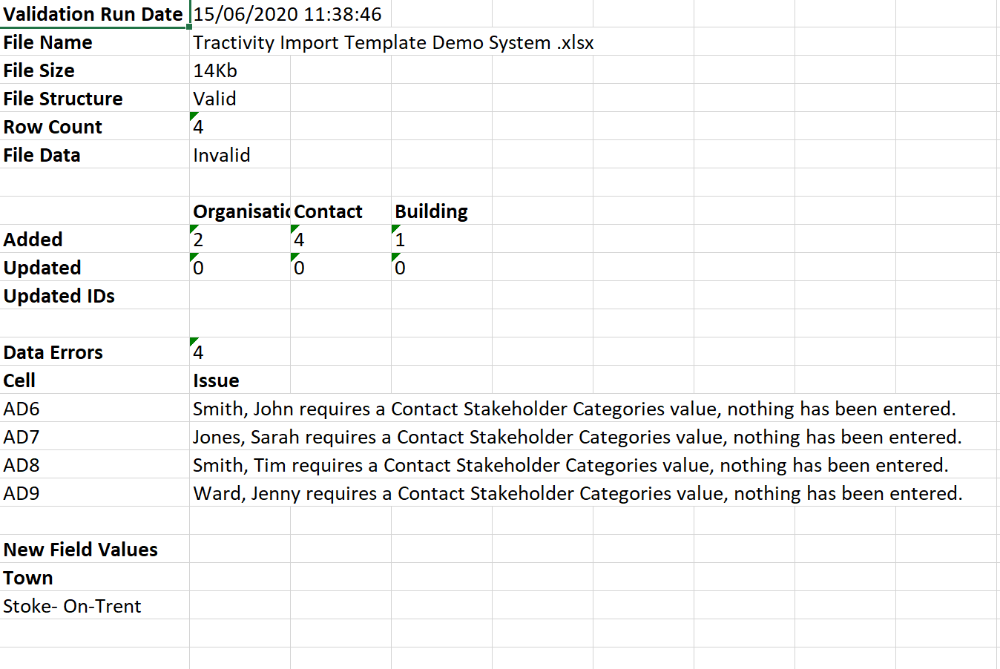 Validation Run Date 15/06/2020 11:38:46
File Name Tractivity Import Template Demo System .xlsx
File Size 14Kb
File Structure Valid
Row Count 4
File Data Invalid
Organisatic Contact Building
Added 2 4 1
Updated 0 0 0
Updated IDs
Data Errors 4
Cell Issue
AD6 Smith, John requires a Contact Stakeholder Categories value, nothing has been entered.
AD7 Jones, Sarah requires a Contact Stakeholder Categories value, nothing has been entered.
AD8 Smith, Tim requires a Contact Stakeholder Categories value, nothing has been entered.
AD9 Ward, Jenny requires a Contact Stakeholder Categories value, nothing has been entered.
New Field Values
Town
Stoke- On-Trent